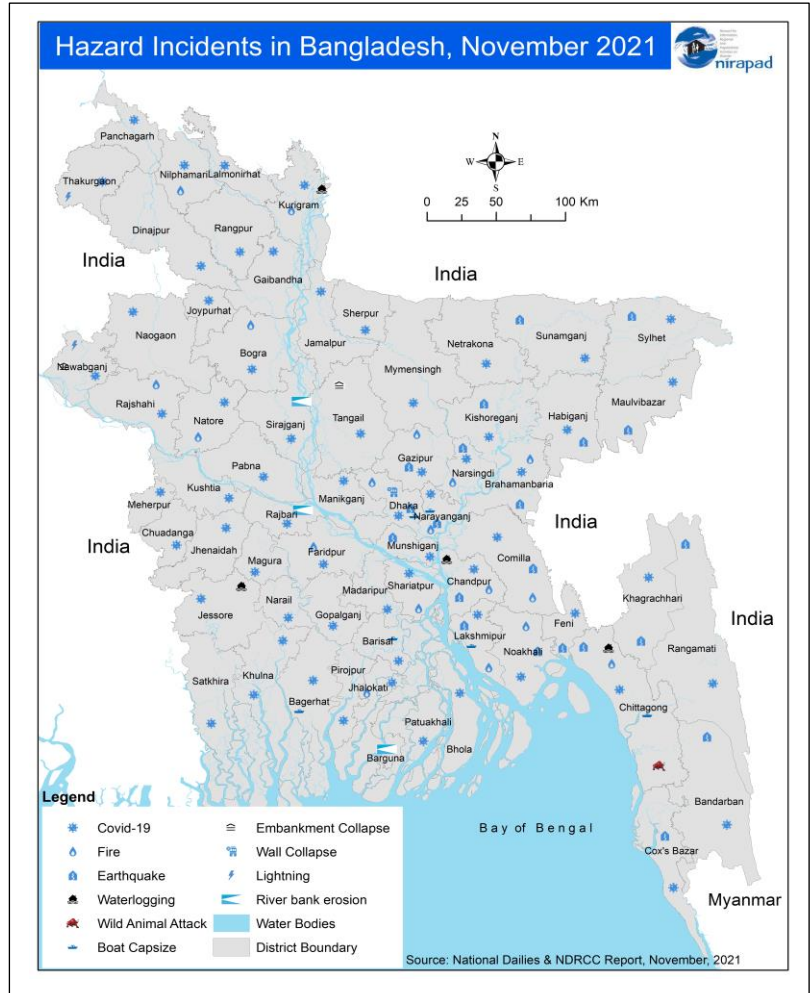 Hazard Incidents in Bangladesh, November 2021
nirapad
N
W E
S
0 25 50 100 Km
Panchagarh
Thakurgaon
Nilphamari
Lalmonirhat
Kurigram
Dinajpur
Rangpur
India
India
Gaibandha
Joypurhat
Sherpur
Naogaon
Jamalpur
Netrakona
Sunamganj
Sylhet
Bogra
Mymensingh
Nawabganj
Maulvibazar
Rajshahi
Natore
Sirajganj
Tangail
Kishoreganj
Habiganj
Gazipur
Pabna
Narsingdi
Brahamanbaria
Kushtia
Manikganj
Meherpur
Dhaka
Narayanganj
Rajbari
India
Chuadanga
India
Jhenaidah
Faridpur
Munshiganj
Comilla
Magura
Chandpur
Shariatpur
Khagrachhari
Madaripur
Narail
Jessore
Gopalganj
Feni
India
Barisal
Lakshmipur
Noakhali
Rangamati
Satkhira
Khulna
Pirojpur
Jhalokati
Bagerhat
Chittagong
Patuakhali
Bhola
Barguna
Bandarban
Bay of Bengal
Cox's Bazar
Myanmar
Legend
Covid-19
Embankment Collapse
Fire
Wall Collapse
Earthquake
Lightning
Waterlogging
River bank erosion
Wild Animal Attack
Water Bodies
Boat Capsize
District Boundary
Source: National Dailies & NDRCC Report, November, 2021